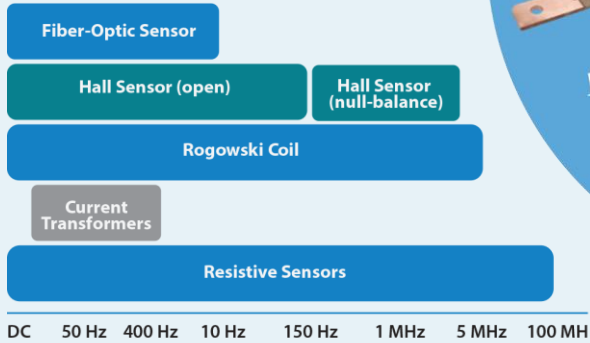 Fiber-Optic Sensor
Hall Sensor (open)
Hall Sensor
(null-balance)
Rogowski Coil
Current
Transformers
Resistive Sensors
DC 50 Hz 400 Hz 10 Hz 150 Hz 1 MHz 5 MHz 100 MH